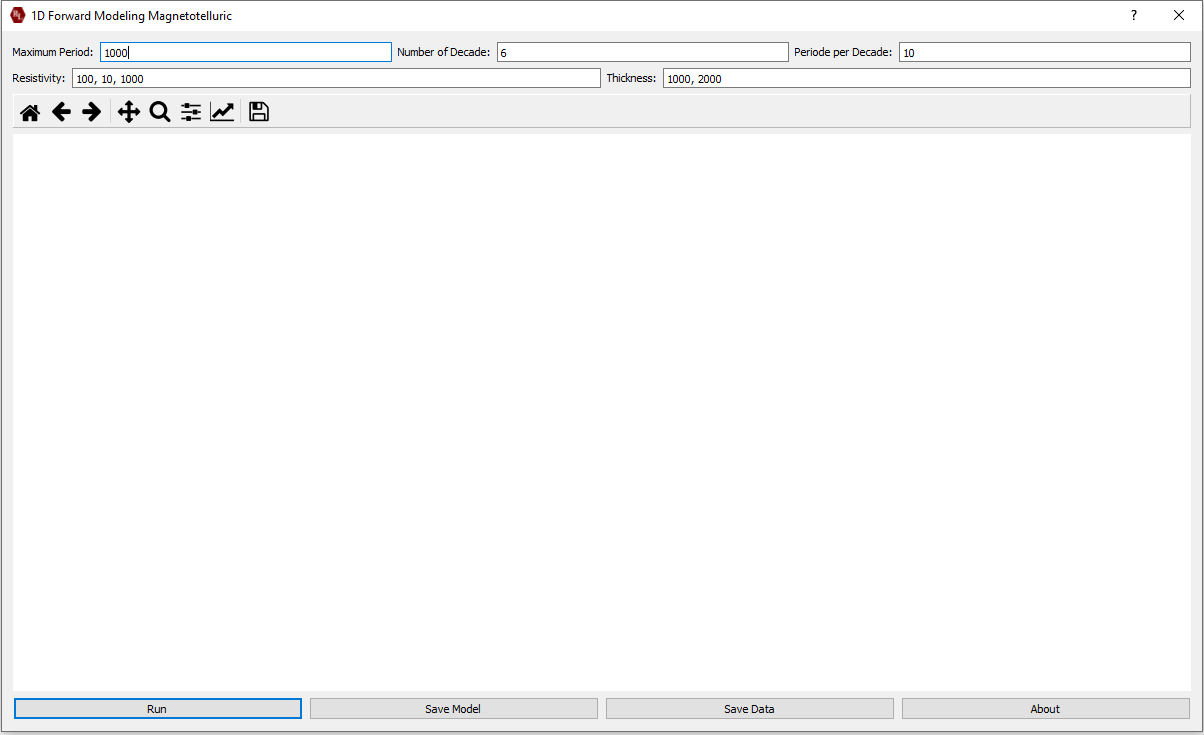 1D Forward Modeling Magnetotelluric ?
Maximum Period: 1000 Number of Decade: 6 Periode per Decade: 10
Resistivity: 100, 10, 1000 Thickness: 1000, 2000
Run Save Model Save Data About